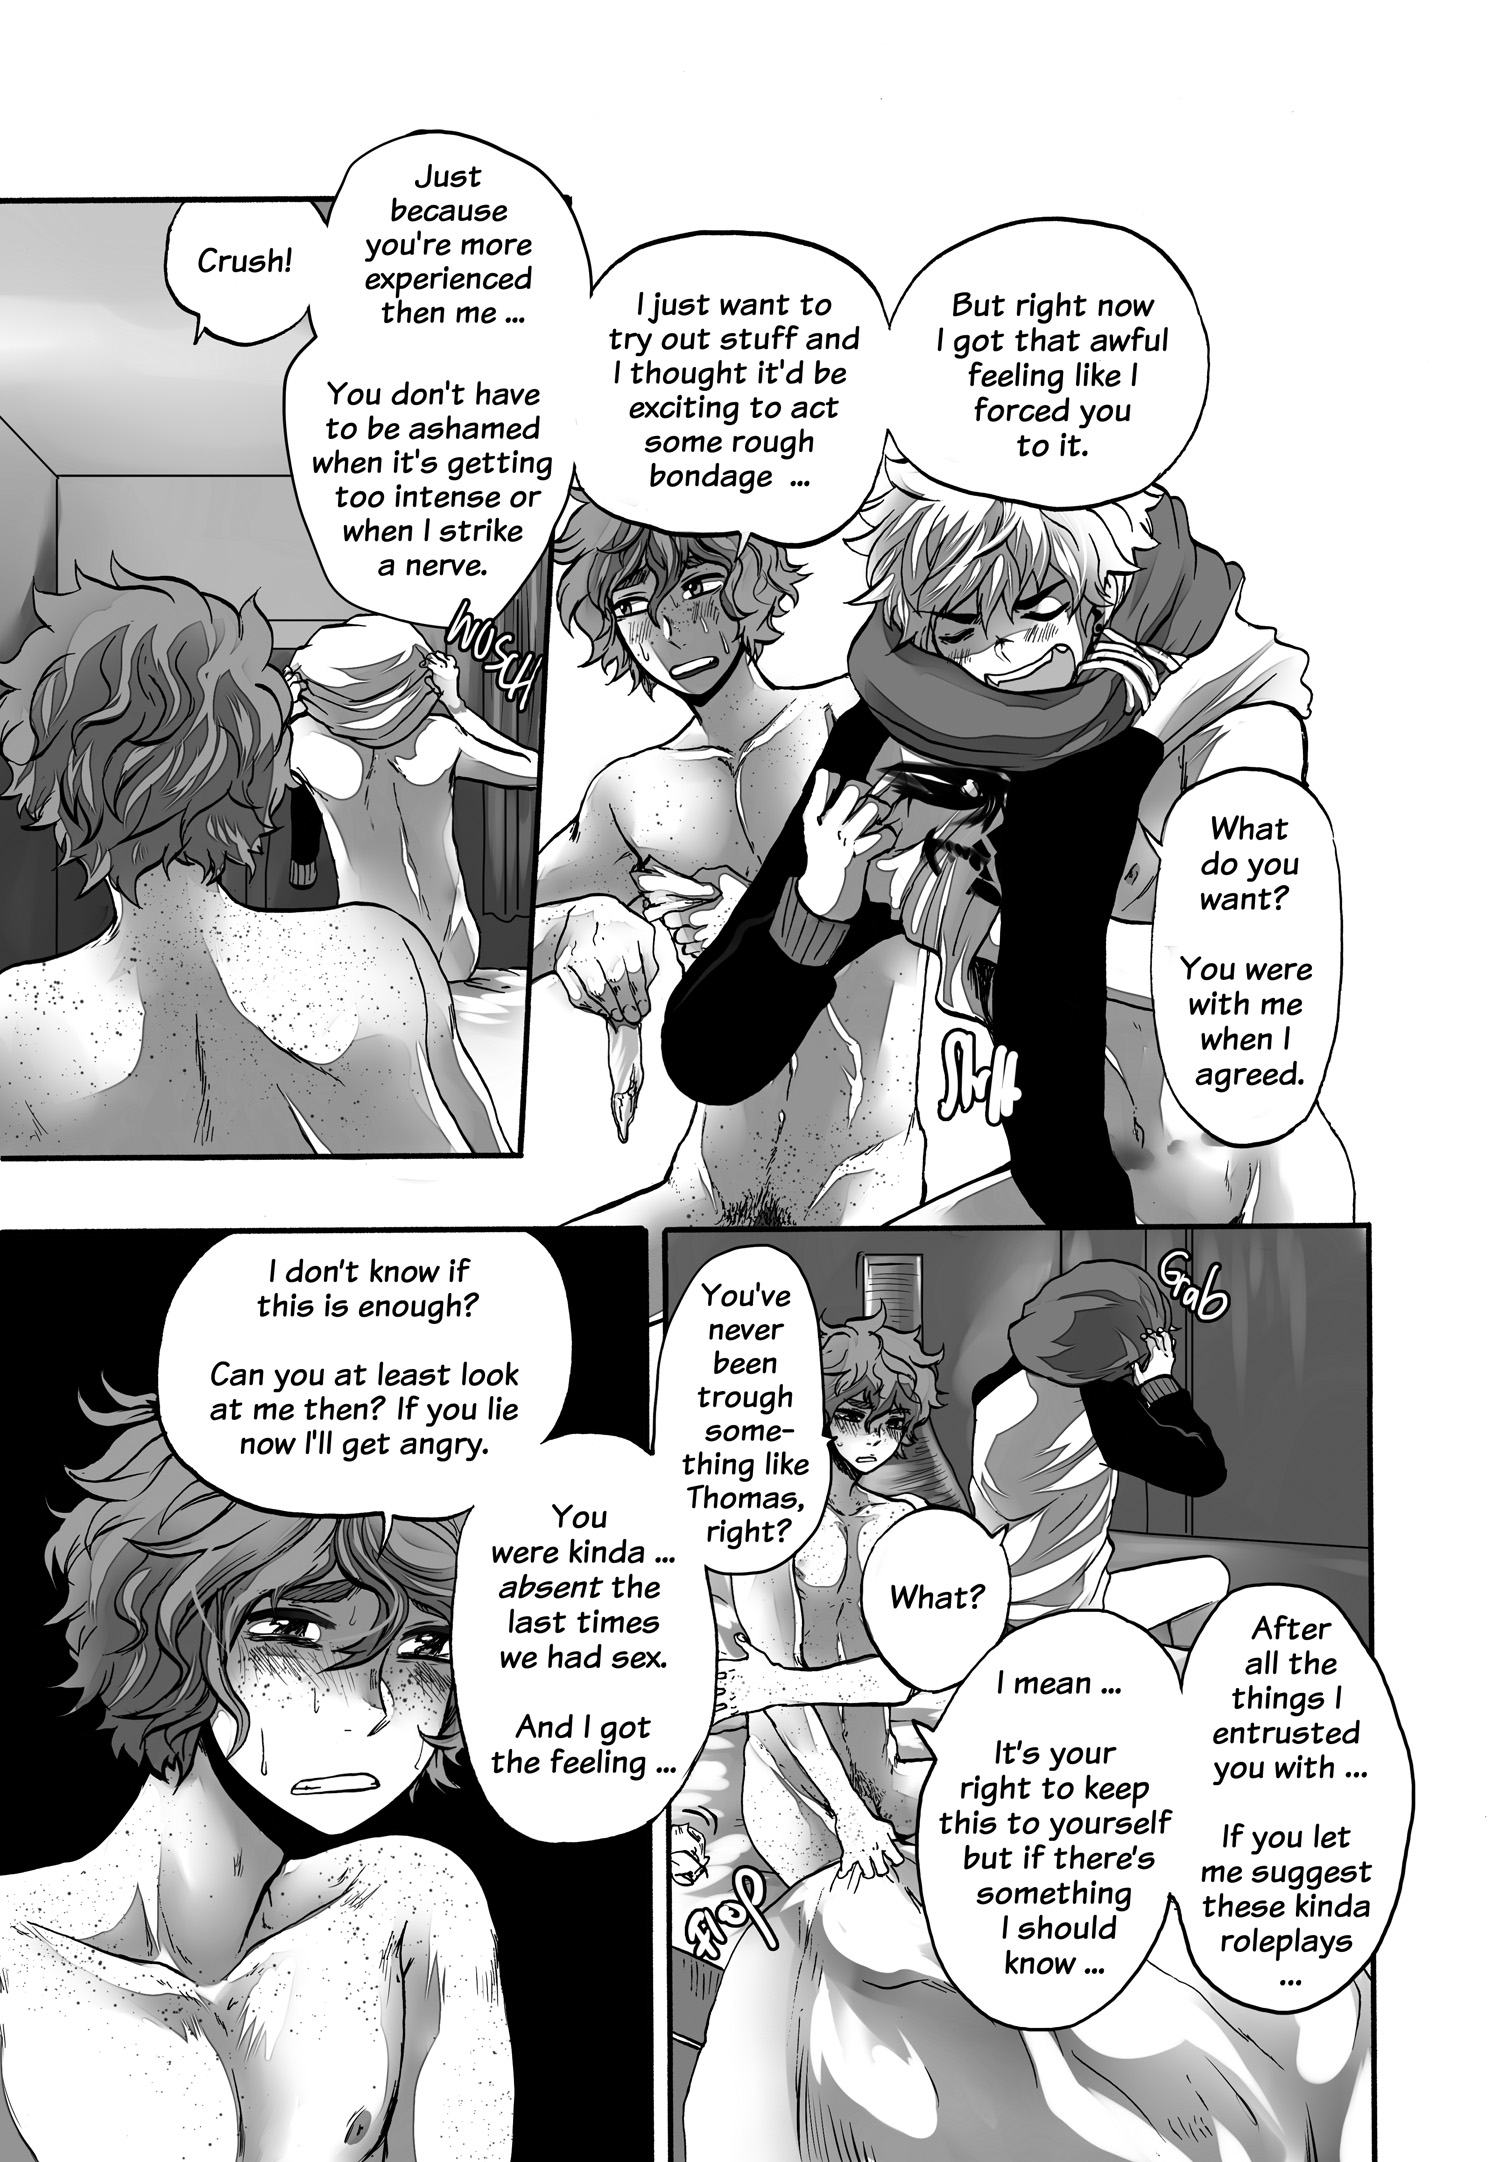 Crush!
Just
because
you're more
experienced
then me ...
You don't have
to be ashamed
when it's getting
too intense or
when I strike
a nerve.
WOSCH
I just want to
try out stuff and
I thought it'd be
exciting to act
some rough
bondage ...
But right now
I got that awful
feeling like I
forced you
to it.
What
do you
want?
You were
with me
when I
agreed.
I don't know if
this is enough?
Can you at least look
at me then? If you lie
now I'll get angry.
You
were kinda ...
absent the
last times
we had sex.
And I got
the feeling ...
You've
never
been
trough
some-
thing like
Thomas,
right?
Grab
What?
I mean ...
It's your
right to keep
this to yourself
but if there's
something
I should
know ...
After
all the
things I
entrusted
you with ...
If you let
me suggest
these kinda
roleplays
...
FLOP